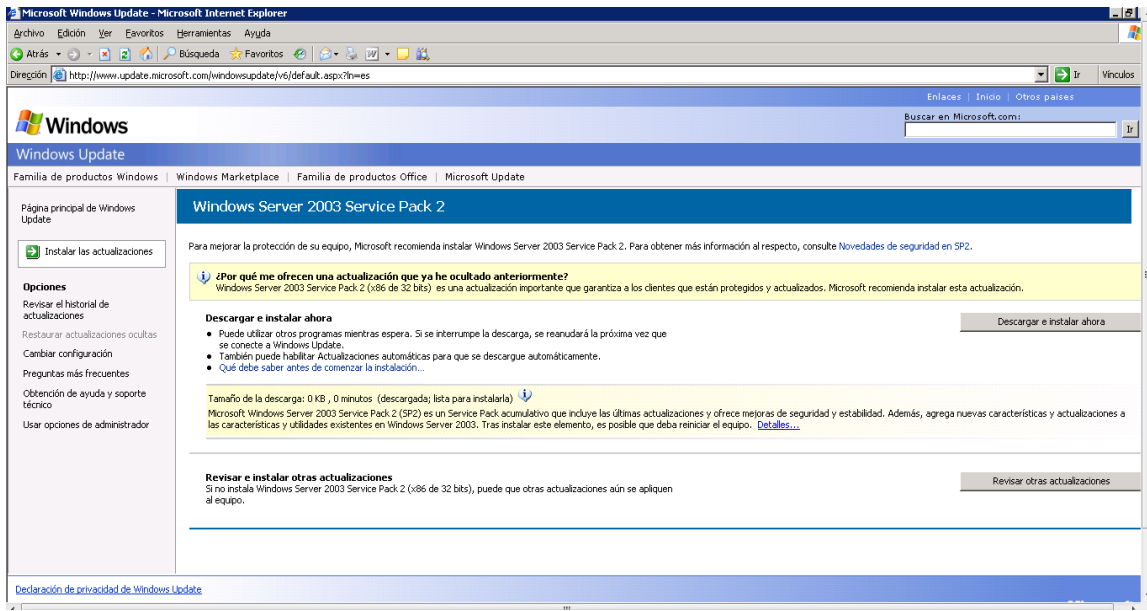 Microsoft Windows Update - Microsoft Internet Explorer
Archivo Edición Ver Favoritos Herramientas Ayuda
Atrás Búsqueda Favoritos
Dirección http://www.update.microsoft.com/windowsupdate/v6/default.aspx?ln=es Ir Vínculos
Enlaces | Inicio | Otros países
Windows
Buscar en Microsoft.com:
Ir
Windows Update
Familia de productos Windows | Windows Marketplace | Familia de productos Office | Microsoft Update
Página principal de Windows
Update
Instalar las actualizaciones
Opciones
Revisar el historial de
actualizaciones
Restaurar actualizaciones ocultas
Cambiar configuración
Preguntas más frecuentes
Obtención de ayuda y soporte
técnico
Usar opciones de administrador
Windows Server 2003 Service Pack 2
Para mejorar la protección de su equipo, Microsoft recomienda instalar Windows Server 2003 Service Pack 2. Para obtener más información al respecto, consulte Novedades de seguridad en SP2.
¿Por qué me ofrecen una actualización que ya he ocultado anteriormente?
Windows Server 2003 Service Pack 2 (x86 de 32 bits) es una actualización importante que garantiza a los clientes que están protegidos y actualizados. Microsoft recomienda instalar esta actualización.
Descargar e instalar ahora
Descargar e instalar ahora
• Puede utilizar otros programas mientras espera. Si se interrumpe la descarga, se reanudará la próxima vez que
se conecte a Windows Update.
• También puede habilitar Actualizaciones automáticas para que se descargue automáticamente.
• Qué debe saber antes de comenzar la instalación...
Tamaño de la descarga: 0 KB , 0 minutos (descargada; lista para instalarla)
Microsoft Windows Server 2003 Service Pack 2 (SP2) es un Service Pack acumulativo que incluye las últimas actualizaciones y ofrece mejoras de seguridad y estabilidad. Además, agrega nuevas características y actualizaciones a
las características y utilidades existentes en Windows Server 2003. Tras instalar este elemento, es posible que deba reiniciar el equipo. Detalles...
Revisar e instalar otras actualizaciones
Revisar otras actualizaciones
Si no instala Windows Server 2003 Service Pack 2 (x86 de 32 bits), puede que otras actualizaciones aún se apliquen
al equipo.
Declaración de privacidad de Windows Update